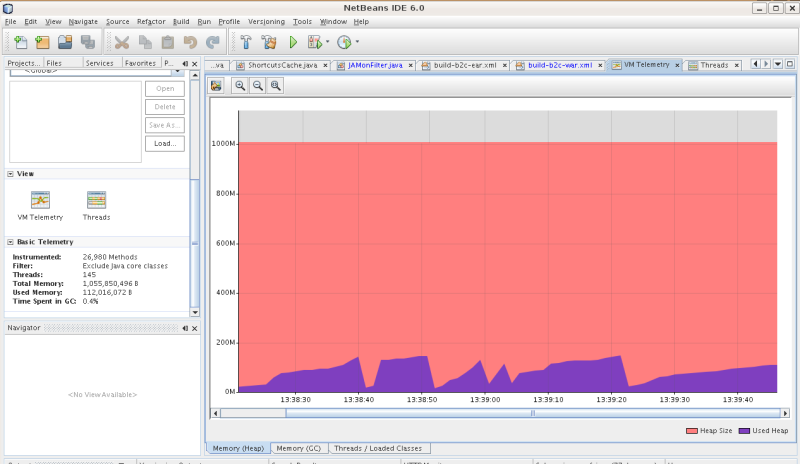 NetBeans IDE 6.0
File Edit View Navigate Source Refactor Build Run Profile Versioning Tools Window Help
Projects... Files Services Favorites P...
...va ShortcutsCache.java JAMonFilter.java build-b2c-ear.xml build-b2c-war.xml VM Telemetry Threads
<Global>
Open
Delete
Save As...
Load...
View
VM Telemetry Threads
Basic Telemetry
Instrumented: 26,980 Methods
Filter: Exclude Java core classes
Threads: 145
Total Memory: 1,055,850,496 B
Used Memory: 112,016,072 B
Time Spent in GC: 0.4%
Navigator
<No View Available>
1000M
800M
600M
400M
200M
0M
13:38:30 13:38:40 13:38:50 13:39:00 13:39:10 13:39:20 13:39:30 13:39:40
Heap Size Used Heap
Memory (Heap) Memory (GC) Threads / Loaded Classes